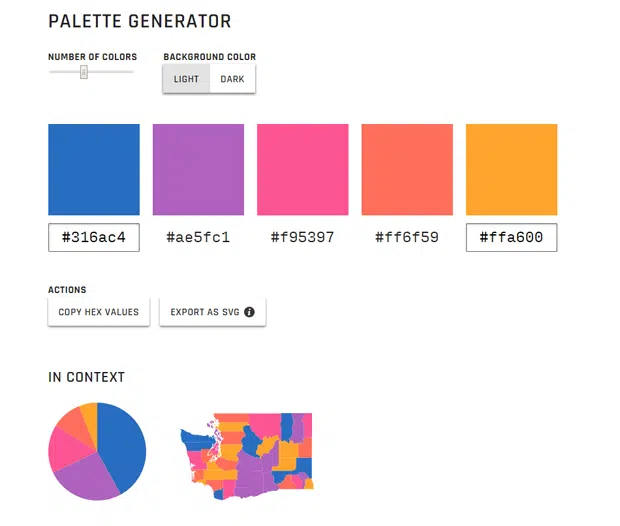 PALETTE GENERATOR
NUMBER OF COLORS BACKGROUND COLOR
LIGHT DARK
#316ac4 #ae5fc1 #f95397 #ff6f59 #ffa600
ACTIONS
COPY HEX VALUES EXPORT AS SVG i
IN CONTEXT